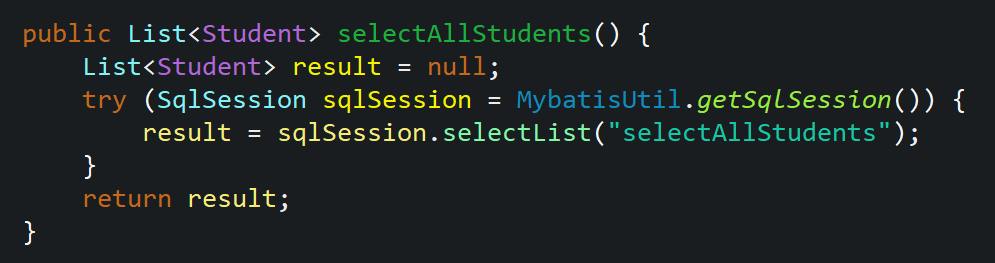 public List<Student> selectAllStudents() {
    List<Student> result = null;
    try (SqlSession sqlSession = MybatisUtil.getSqlSession()) {
        result = sqlSession.selectList("selectAllStudents");
    }
    return result;
}